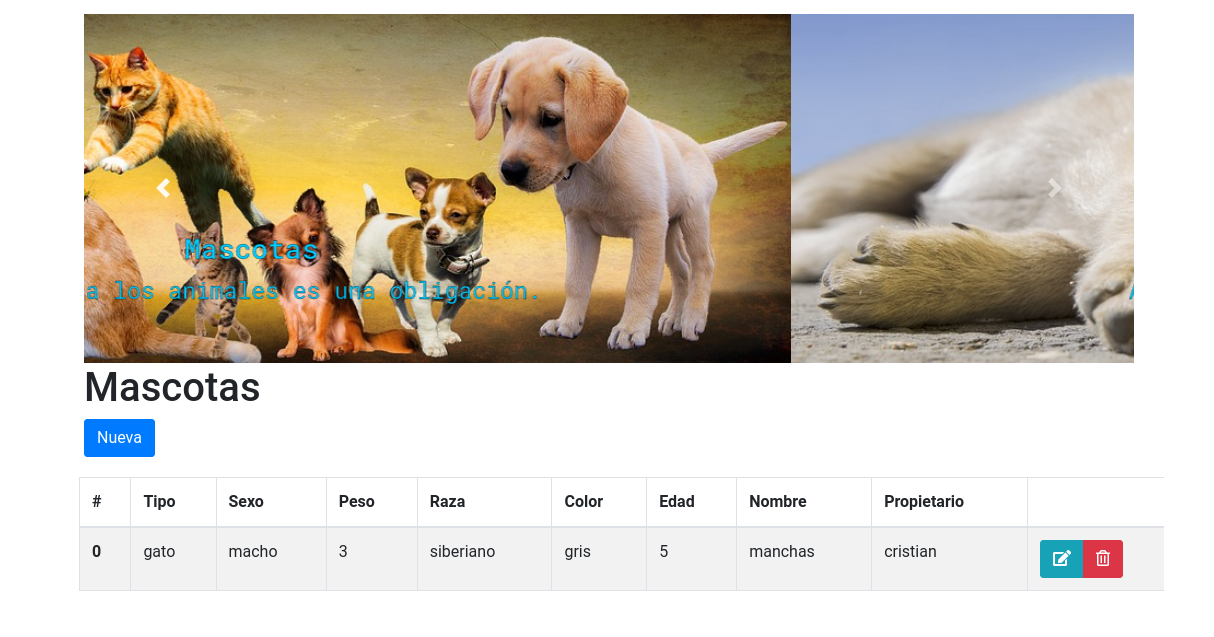 Mascotas
a los animales es una obligación.
Mascotas
Nueva
# Tipo Sexo Peso Raza Color Edad Nombre Propietario
0 gato macho 3 siberiano gris 5 manchas cristian